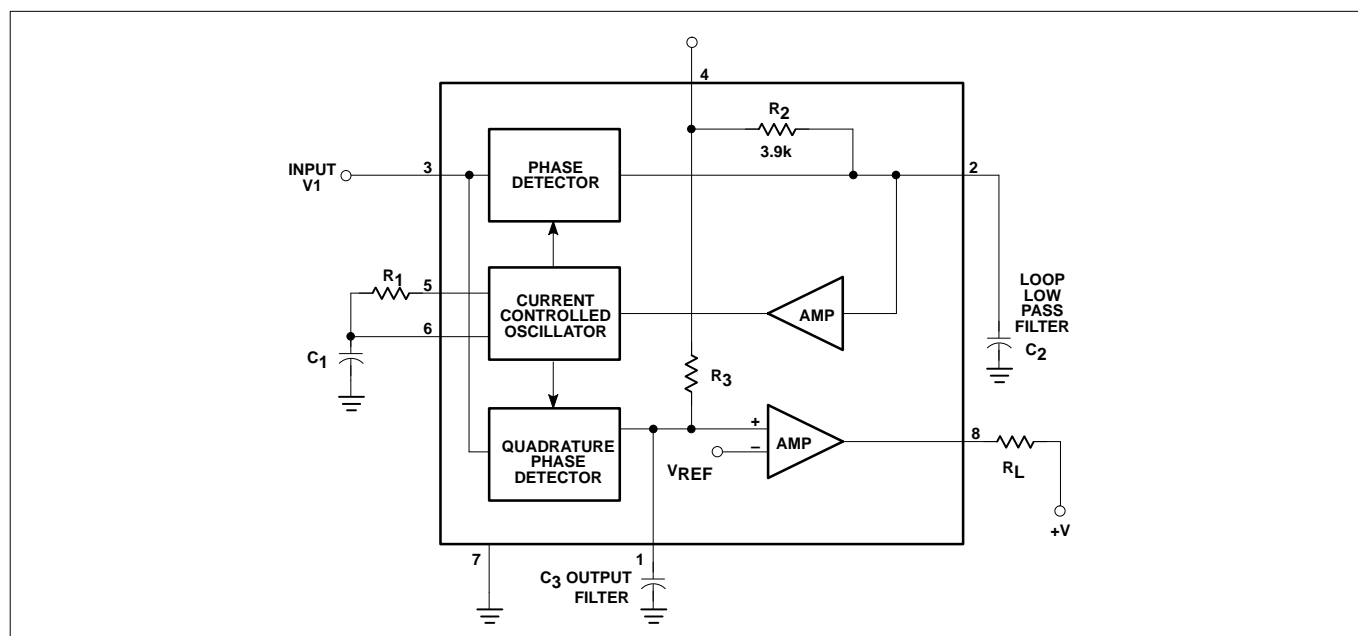 4
R2
3.9k
INPUT
V1
3
PHASE
DETECTOR
2
R1
5
6
C1
CURRENT
CONTROLLED
OSCILLATOR
AMP
LOOP
LOW
PASS
FILTER
C2
R3
QUADRATURE
PHASE
DETECTOR
+
–
VREF
AMP
8
RL
+V
7
1
C3 OUTPUT
FILTER